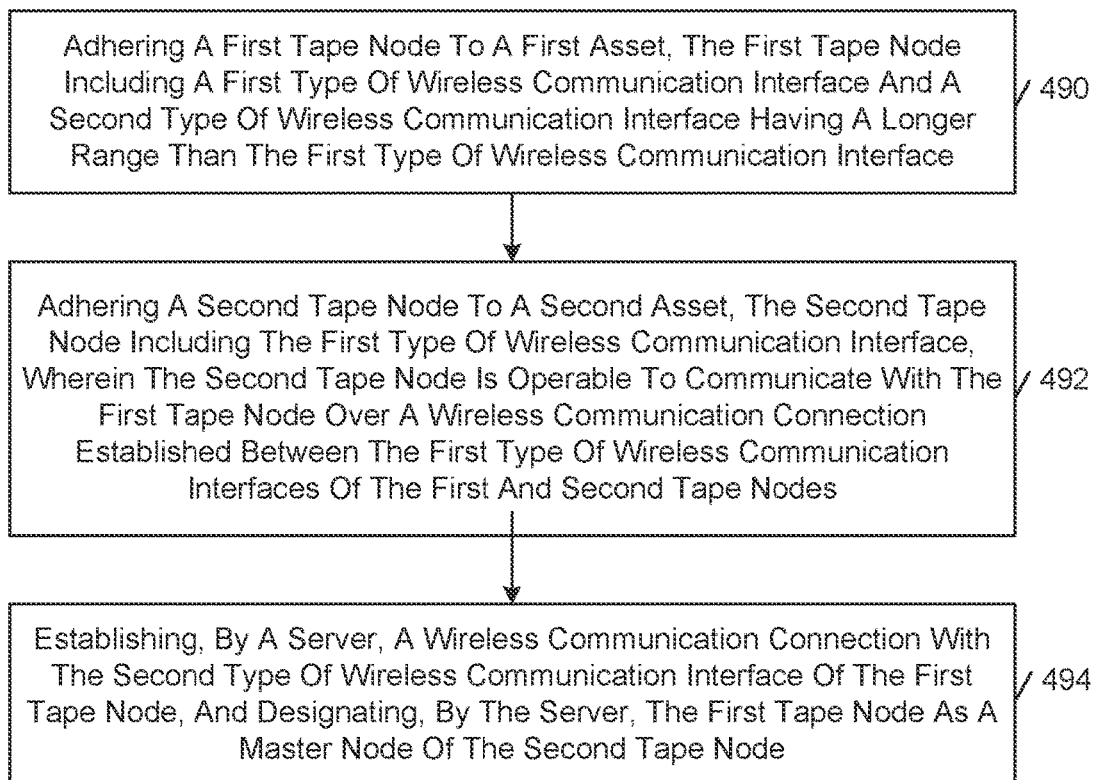 Adhering A First Tape Node To A First Asset, The First Tape Node
Including A First Type Of Wireless Communication Interface And A
Second Type Of Wireless Communication Interface Having A Longer
Range Than The First Type Of Wireless Communication Interface
490
Adhering A Second Tape Node To A Second Asset, The Second Tape
Node Including The First Type Of Wireless Communication Interface,
Wherein The Second Tape Node Is Operable To Communicate With The
First Tape Node Over A Wireless Communication Connection
Established Between The First Type Of Wireless Communication
Interfaces Of The First And Second Tape Nodes
492
Establishing, By A Server, A Wireless Communication Connection With
The Second Type Of Wireless Communication Interface Of The First
Tape Node, And Designating, By The Server, The First Tape Node As A
Master Node Of The Second Tape Node
494